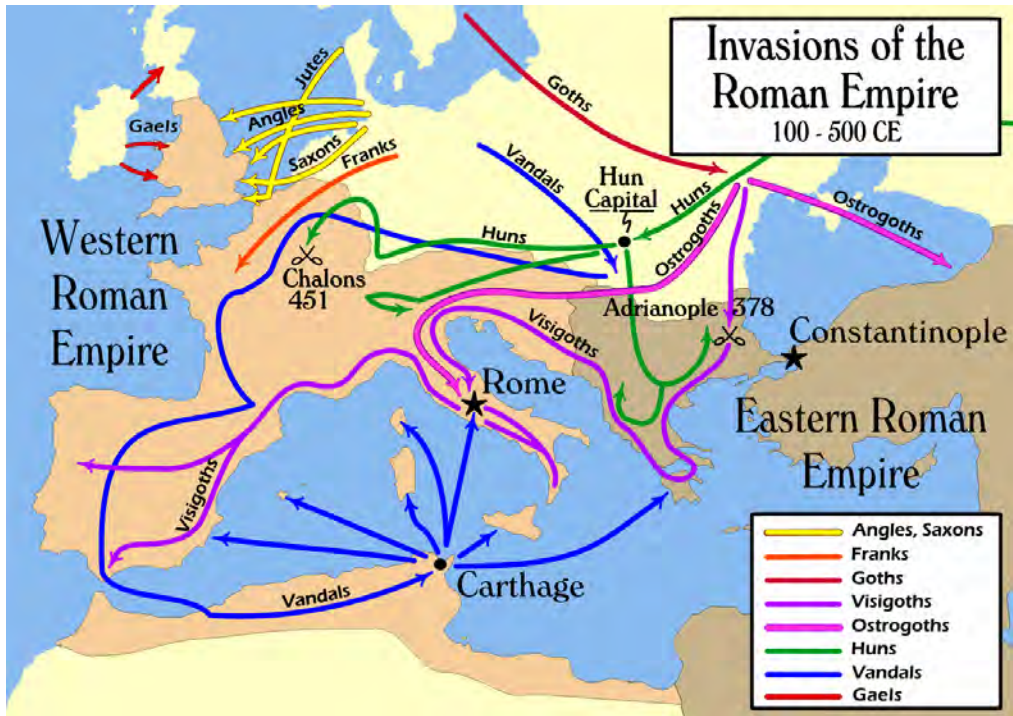 Invasions of the
Roman Empire
100 - 500 CE
Jutes
Angles
Saxons
Gaels
Franks
Goths
Vandals
Hun
Capital
Huns
Ostrogoths
Ostrogoths
Huns
Western
Roman
Empire
Chalons
451
Adrianople 378
Visigoths
Constantinople
Rome
Eastern Roman
Empire
Visigoths
Vandals
Carthage
Angles, Saxons
Franks
Goths
Visigoths
Ostrogoths
Huns
Vandals
Gaels